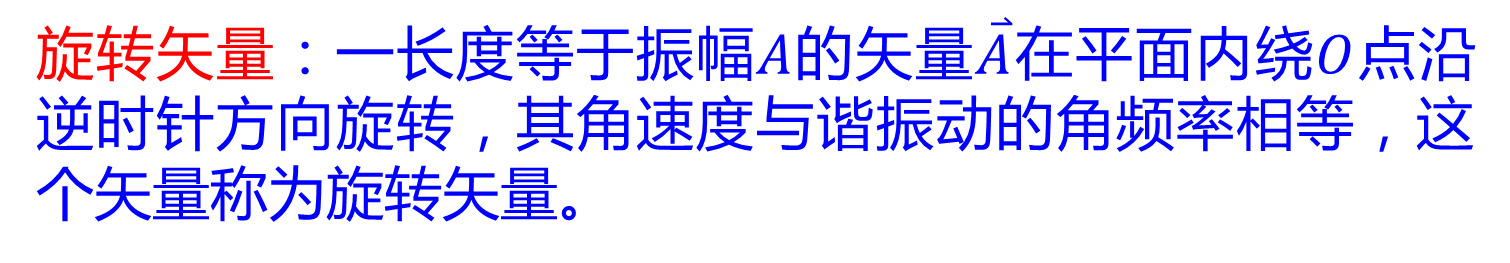 旋转矢量：一长度等于振幅A的矢量A⃗在平面内绕O点沿
逆时针方向旋转，其角速度与谐振动的角频率相等，这
个矢量称为旋转矢量。